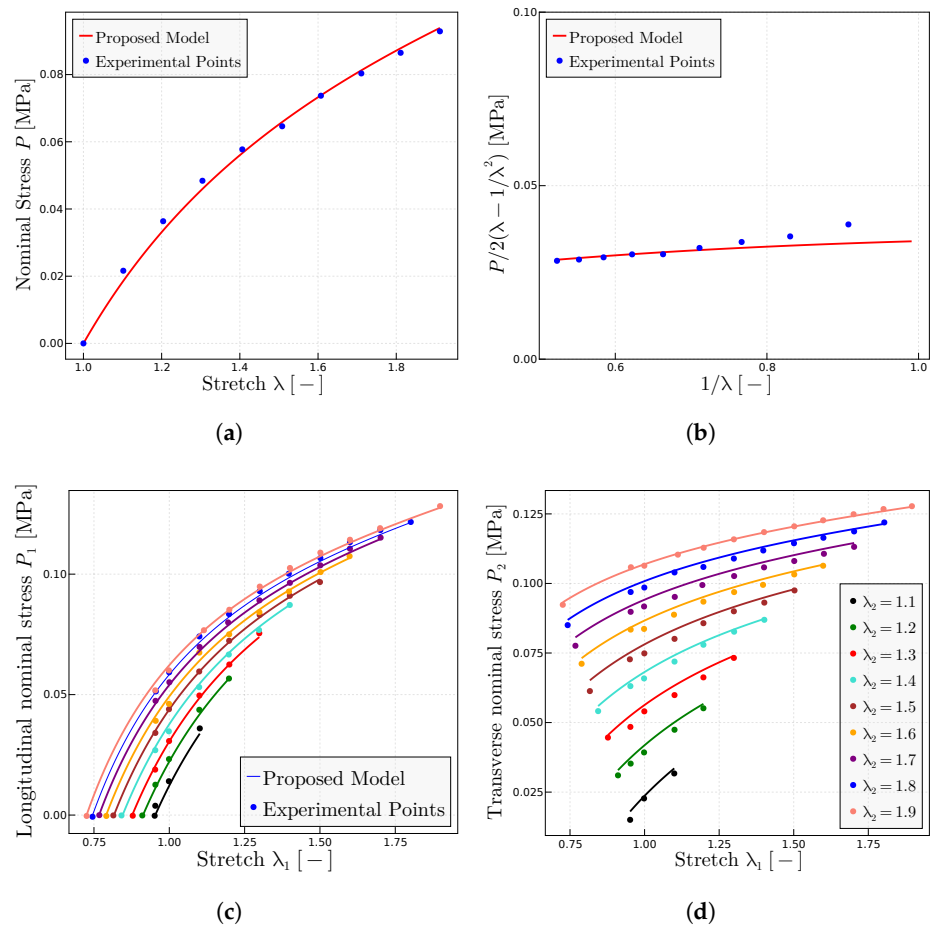 Proposed Model
Experimental Points
Nominal Stress P [MPa]
0.08
0.06
0.04
0.02
0.00
1.0 1.2 1.4 1.6 1.8
Stretch λ [−]
(a)
Proposed Model
Experimental Points
P/2(λ−1/λ²) [MPa]
0.10
0.05
0.00
0.6 0.8 1.0
1/λ [−]
(b)
Longitudinal nominal stress P₁ [MPa]
0.10
0.05
0.00
Proposed Model
Experimental Points
0.75 1.00 1.25 1.50 1.75
Stretch λ₁ [−]
(c)
Transverse nominal stress P₂ [MPa]
0.125
0.100
0.075
0.050
0.025
λ₂=1.1
λ₂=1.2
λ₂=1.3
λ₂=1.4
λ₂=1.5
λ₂=1.6
λ₂=1.7
λ₂=1.8
λ₂=1.9
0.75 1.00 1.25 1.50 1.75
Stretch λ₁ [−]
(d)